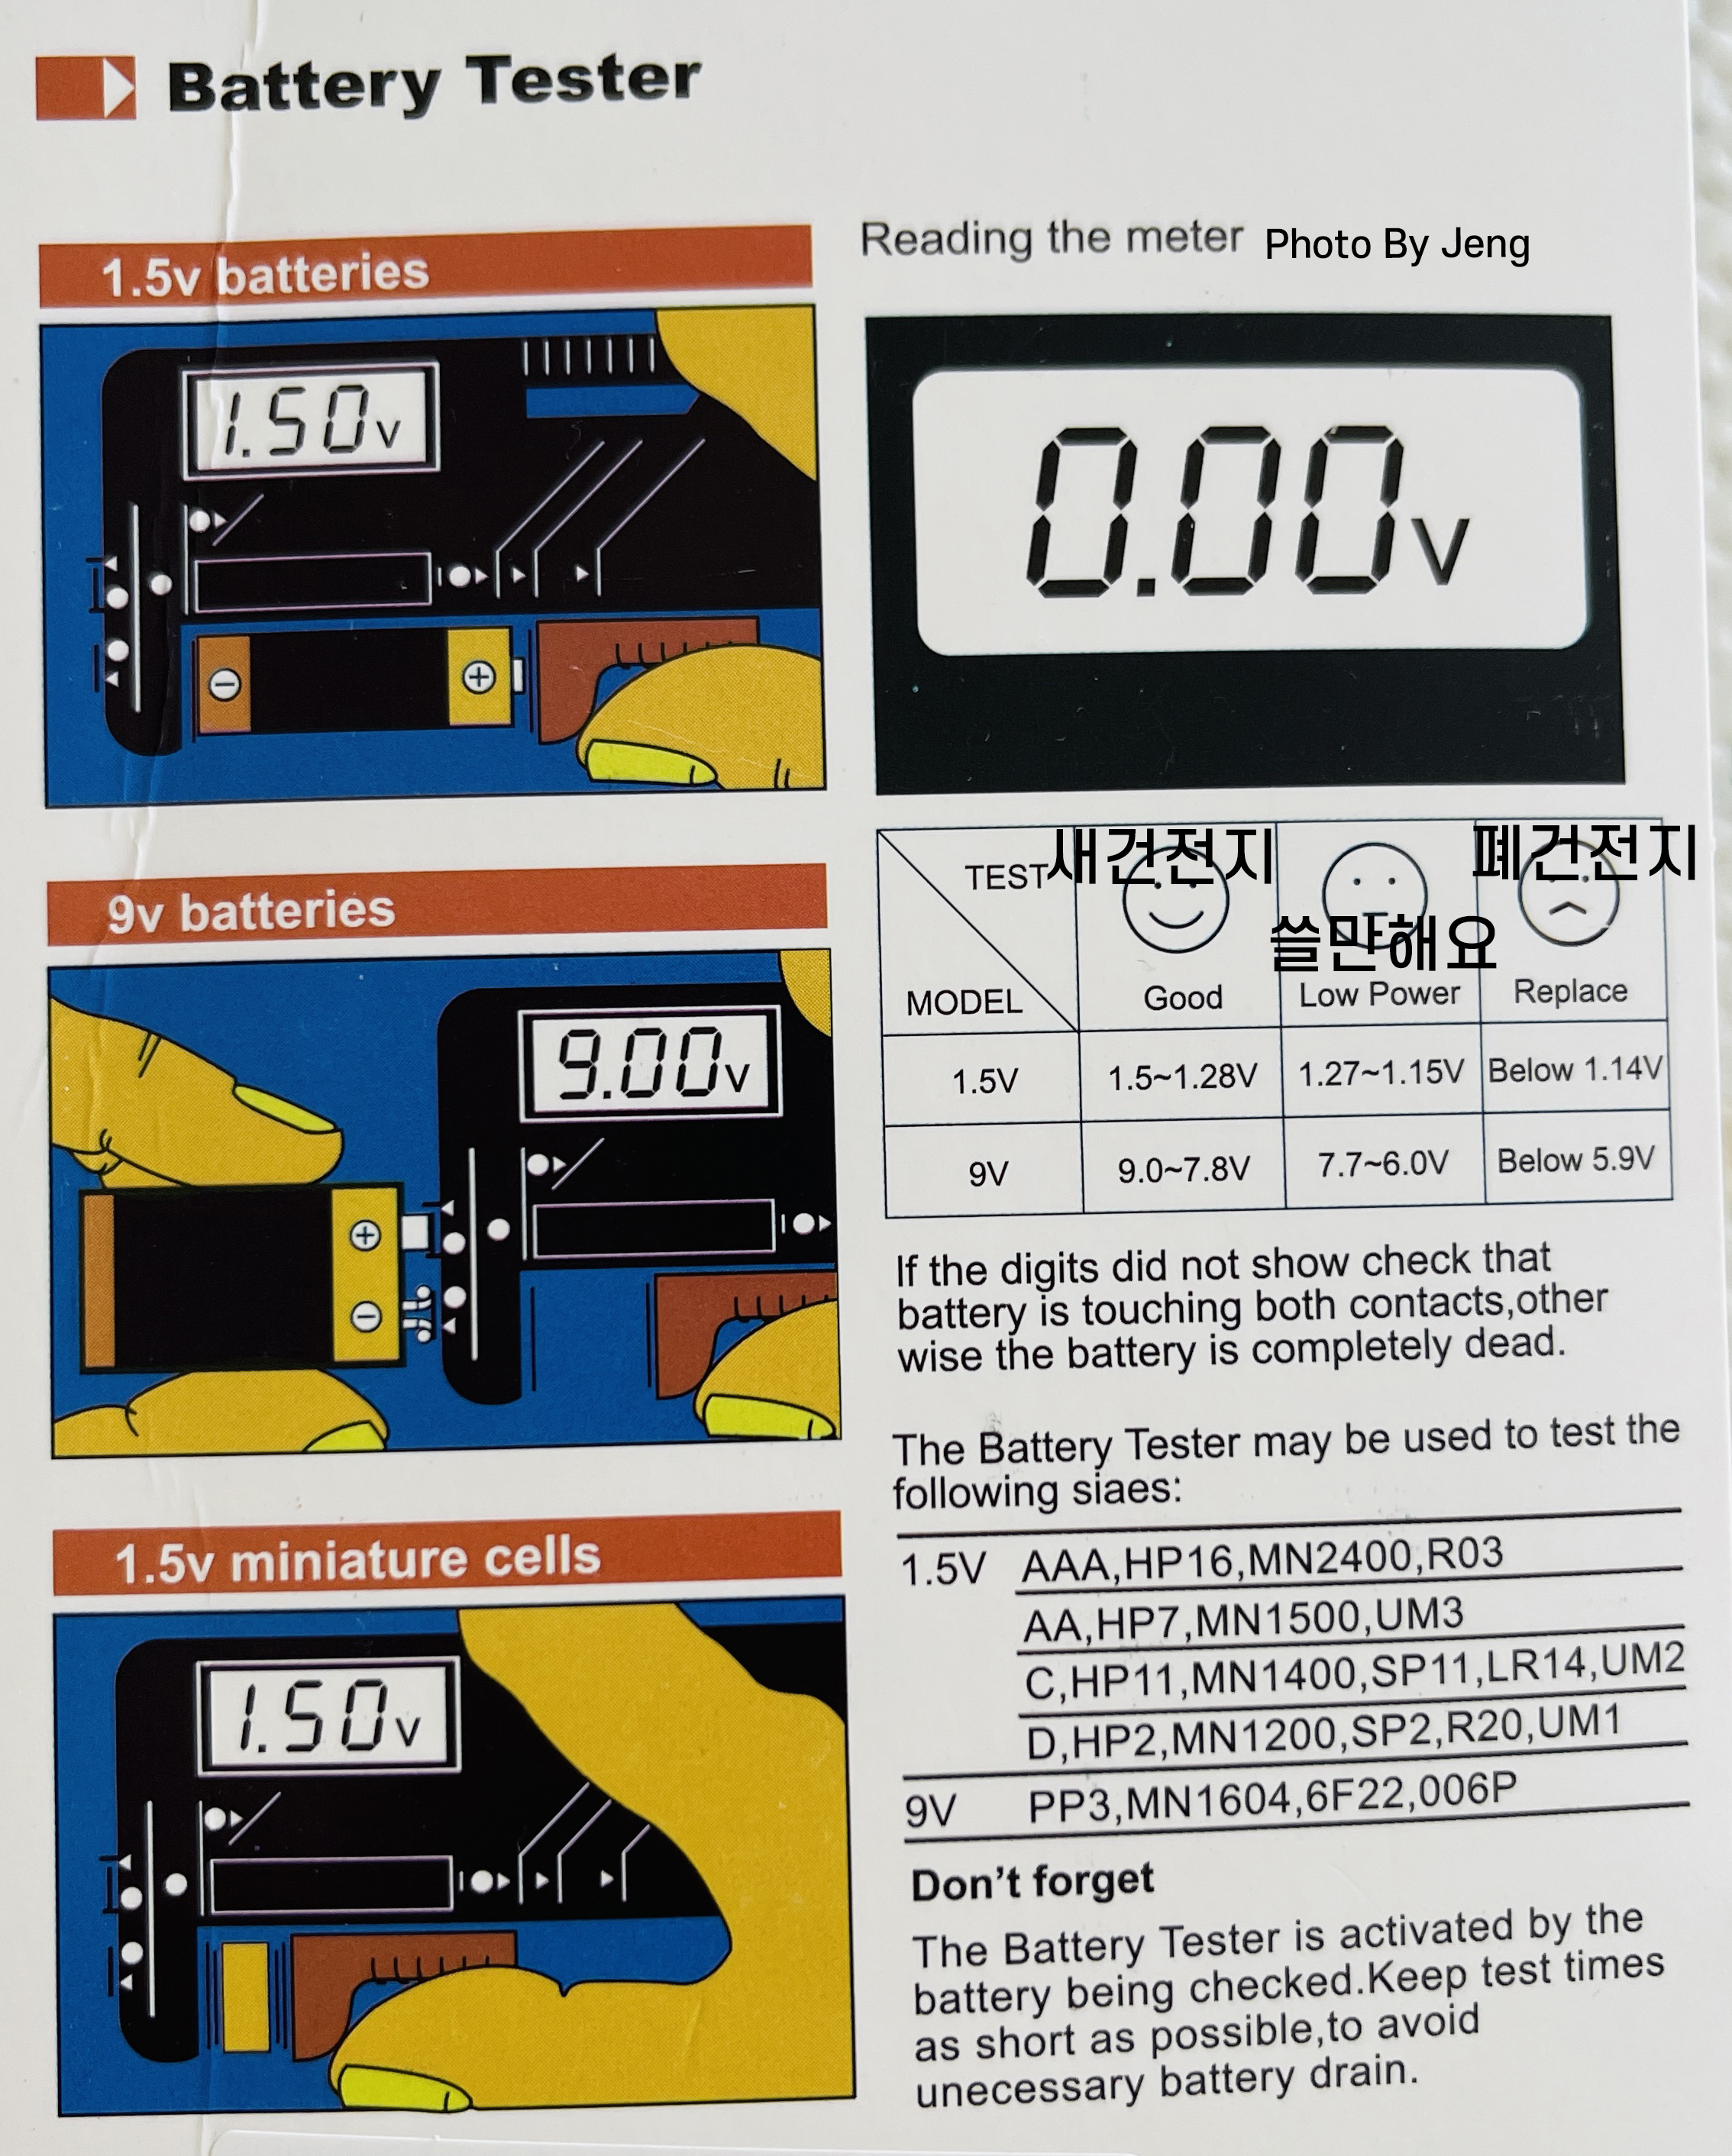 Battery Tester
1.5v batteries
1.50v
9v batteries
9.00v
1.5v miniature cells
1.50v
Reading the meter Photo By Jeng
0.00v
TEST 새건전지 폐건전지
쓸만해요
MODEL Good Low Power Replace
1.5V 1.5~1.28V 1.27~1.15V Below 1.14V
9V 9.0~7.8V 7.7~6.0V Below 5.9V
If the digits did not show check that
battery is touching both contacts,other
wise the battery is completely dead.
The Battery Tester may be used to test the
following siaes:
1.5V AAA,HP16,MN2400,R03
AA,HP7,MN1500,UM3
C,HP11,MN1400,SP11,LR14,UM2
D,HP2,MN1200,SP2,R20,UM1
9V PP3,MN1604,6F22,006P
Don't forget
The Battery Tester is activated by the
battery being checked.Keep test times
as short as possible,to avoid
unecessary battery drain.